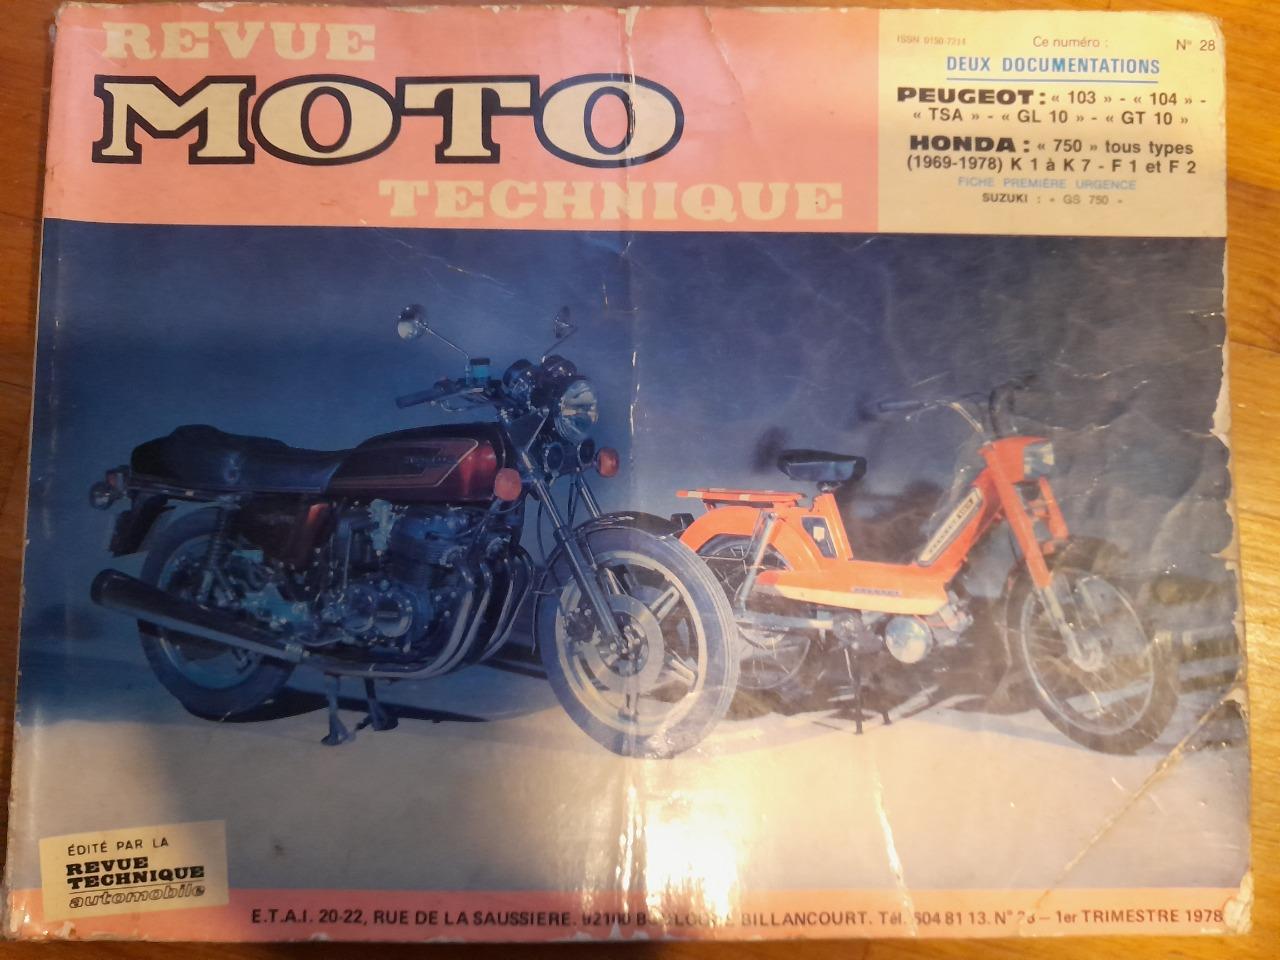 REVUE
MOTO
TECHNIQUE
ISSN 0150-7214
Ce numéro :
N° 28
DEUX DOCUMENTATIONS
PEUGEOT : « 103 » - « 104 » -
« TSA » - « GL 10 » - « GT 10 »
HONDA : « 750 » tous types
(1969-1978) K 1 à K 7 - F 1 et F 2
FICHE PREMIÈRE URGENCE
SUZUKI : « GS 750 »
ÉDITÉ PAR LA
REVUE
TECHNIQUE
automobile
E.T.A.I. 20-22, RUE DE LA SAUSSIERE. 92100 BILLANCOURT. Tél. 604 81 13. N° 28 — 1er TRIMESTRE 1978